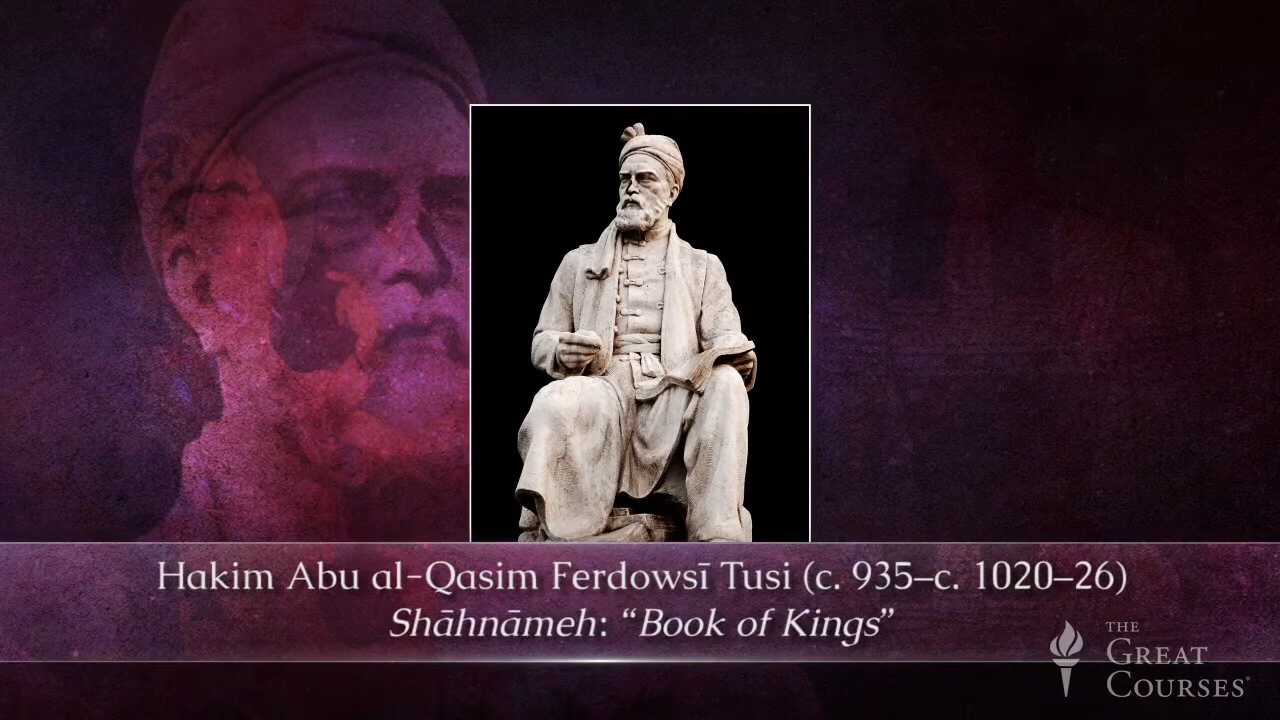 Hakim Abu al-Qasim Ferdowsī Tusi (c. 935–c. 1020–26)
Shāhnāmeh: “Book of Kings”
THE
GREAT
COURSES®